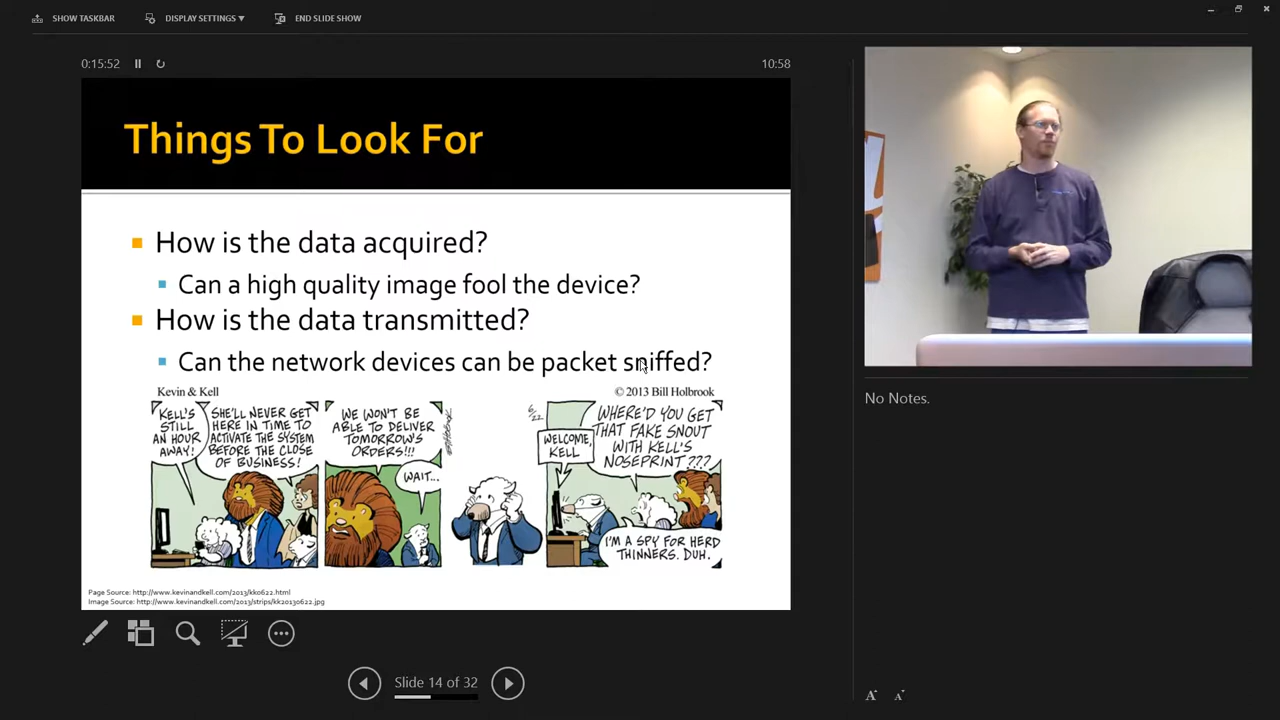 SHOW TASKBAR
DISPLAY SETTINGS ▼
END SLIDE SHOW
0:15:52
10:58
Things To Look For
How is the data acquired?
Can a high quality image fool the device?
How is the data transmitted?
Can the network devices can be packet sniffed?
Kevin & Kell
© 2013 Bill Holbrook
KELL'S
STILL
AN HOUR
AWAY!
SHE'LL NEVER GET
HERE IN TIME TO
ACTIVATE THE SYSTEM
BEFORE THE CLOSE
OF BUSINESS!
WE WON'T BE
ABLE TO DELIVER
TOMORROW'S
ORDERS!!!
WAIT...
6/22
WELCOME,
KELL
WHERE'D YOU GET
THAT FAKE SNOUT
WITH KELL'S
NOSEPRINT???
I'M A SPY FOR HERD
THINNERS. DUH.
Page Source: http://www.kevinandkell.com/2013/kk0622.html
Image Source: http://www.kevinandkell.com/2013/strips/kk20130622.jpg
Slide 14 of 32
No Notes.
A
A